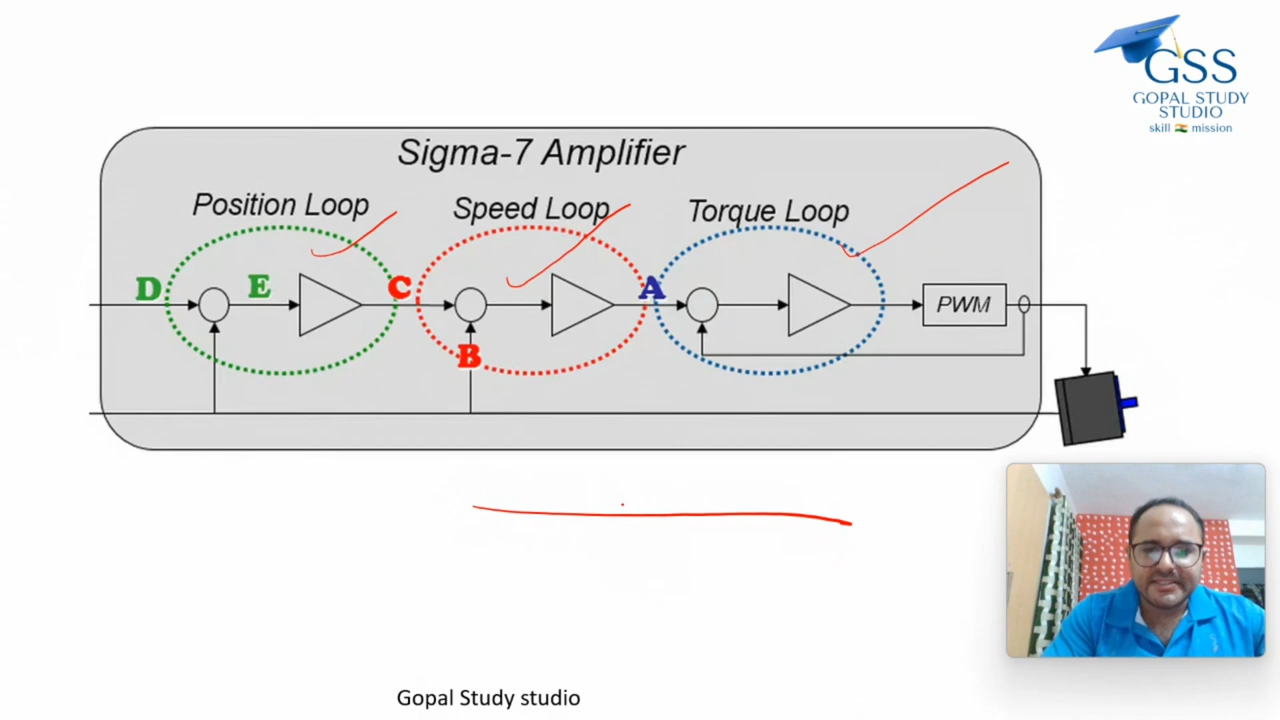 GSS
GOPAL STUDY
STUDIO
skill mission
Sigma-7 Amplifier
Position Loop
Speed Loop
Torque Loop
D
E
C
A
B
PWM
Gopal Study studio